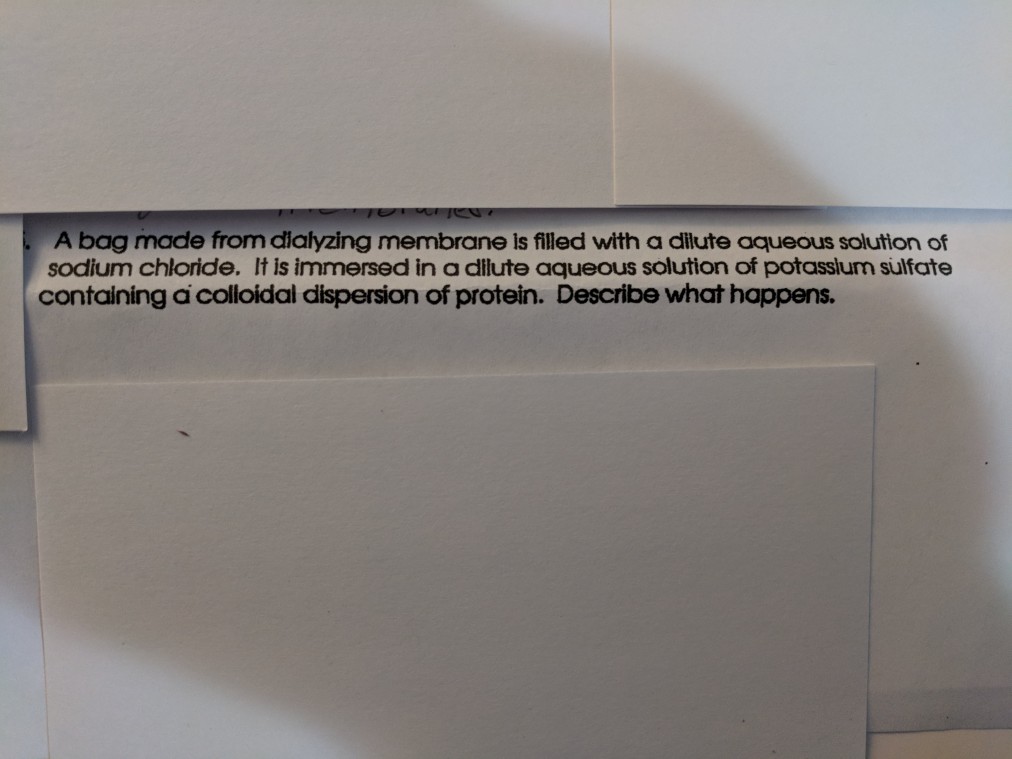 A bag made from dialyzing membrane is filled with a dilute aqueous solution of
sodium chloride. It is immersed in a dilute aqueous solution of potassium sulfate
containing a colloidal dispersion of protein. Describe what happens.